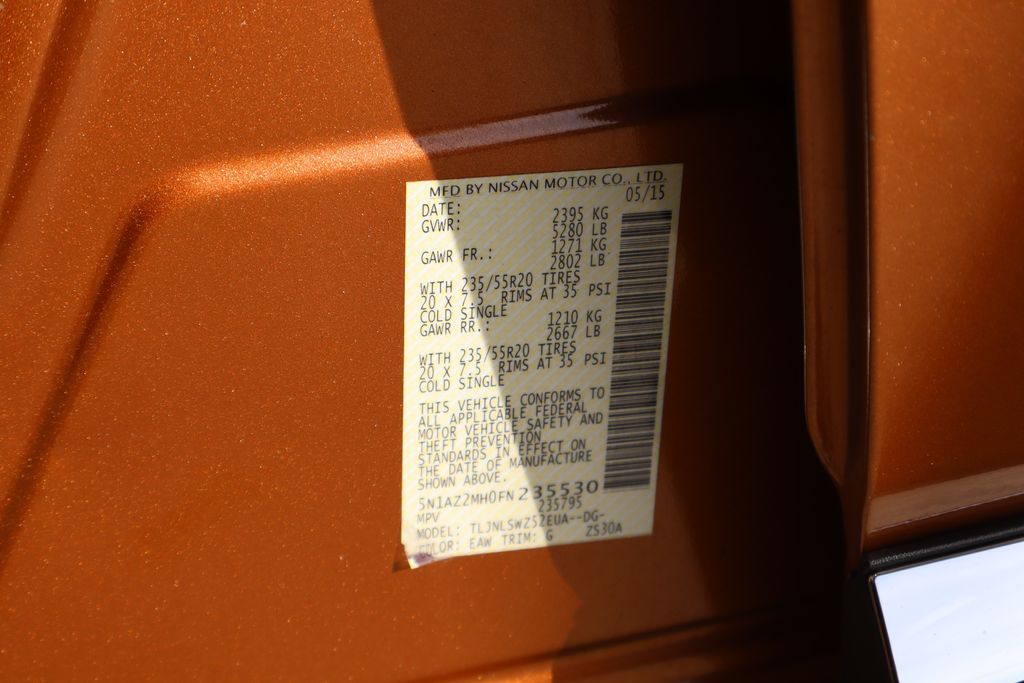 MFD BY NISSAN MOTOR CO., LTD.
DATE: 05/15
GVWR: 2395 KG
5280 LB
GAWR FR.: 1271 KG
2802 LB
WITH 235/55R20 TIRES
20 X 7.5 RIMS AT 35 PSI
COLD SINGLE
GAWR RR.: 1210 KG
2667 LB
WITH 235/55R20 TIRES
20 X 7.5 RIMS AT 35 PSI
COLD SINGLE
THIS VEHICLE CONFORMS TO
ALL APPLICABLE FEDERAL
MOTOR VEHICLE SAFETY AND
THEFT PREVENTION
STANDARDS IN EFFECT ON
THE DATE OF MANUFACTURE
SHOWN ABOVE.
5N1AZ2MH0FN 235530
MPV 235795
MODEL: TLJNLSWZ52EUA--DG-
COLOR: EAW TRIM: G ZS30A